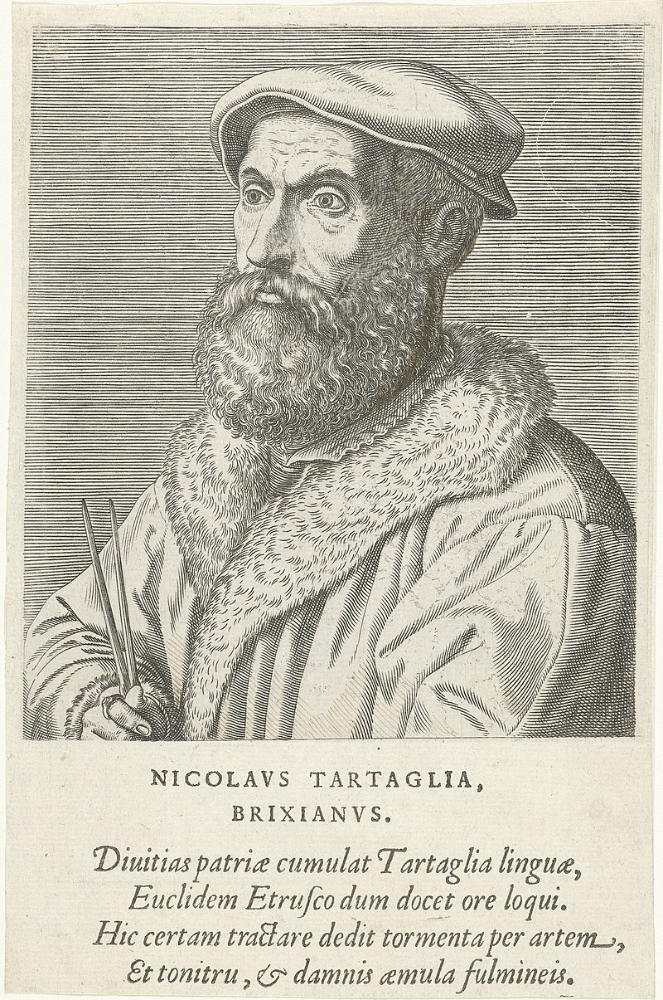 NICOLAVS TARTAGLIA,
BRIXIANVS.
Diuitias patriæ cumulat Tartaglia linguæ,
Euclidem Etruſco dum docet ore loqui.
Hic certam tractare dedit tormenta per artem,
Et tonitru, & damnis æmula fulmineis.